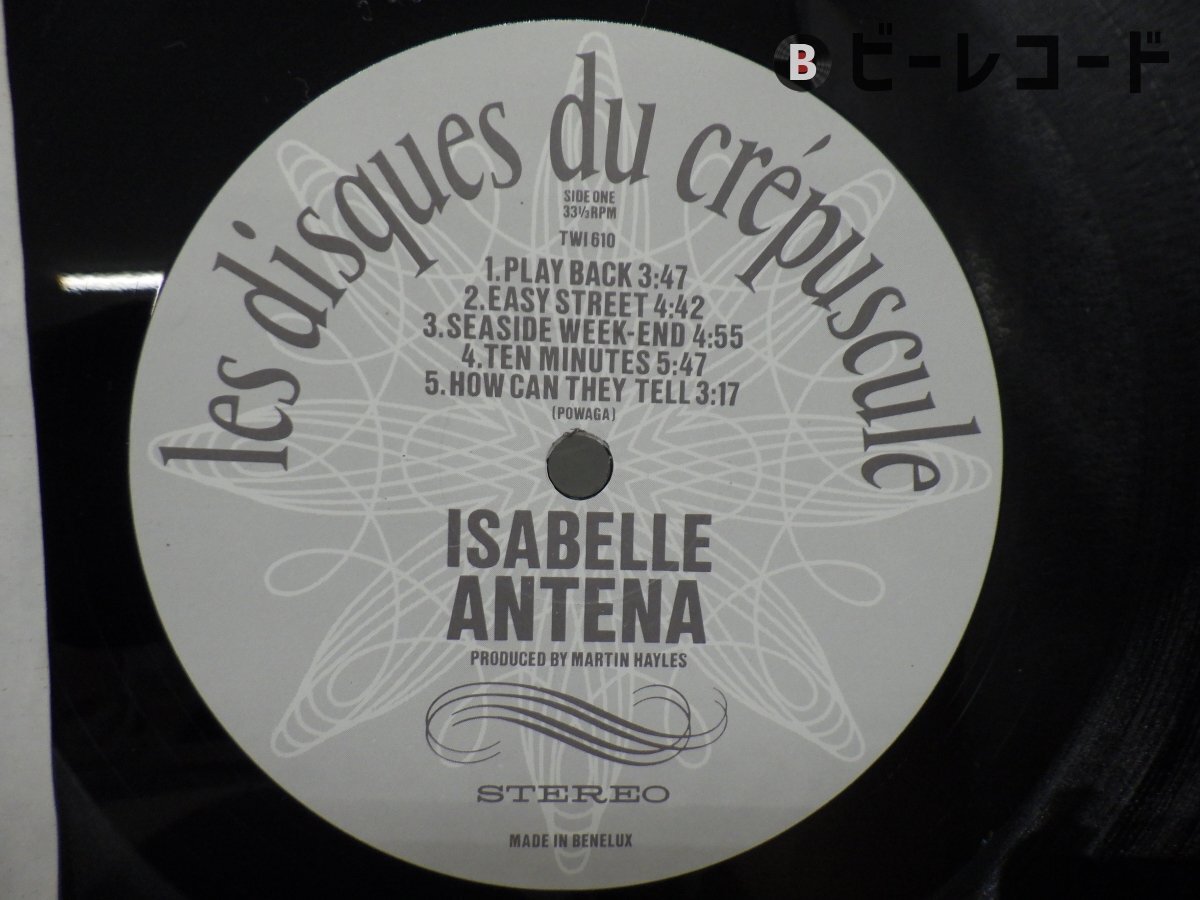 B ビーレコード
les disques du crépuscule
SIDE ONE
33⅓RPM
TWI 610
1.PLAY BACK 3:47
2.EASY STREET 4:42
3.SEASIDE WEEK-END 4:55
4.TEN MINUTES 5:47
5.HOW CAN THEY TELL 3:17
(POWAGA)
ISABELLE
ANTENA
PRODUCED BY MARTIN HAYLES
STEREO
MADE IN BENELUX